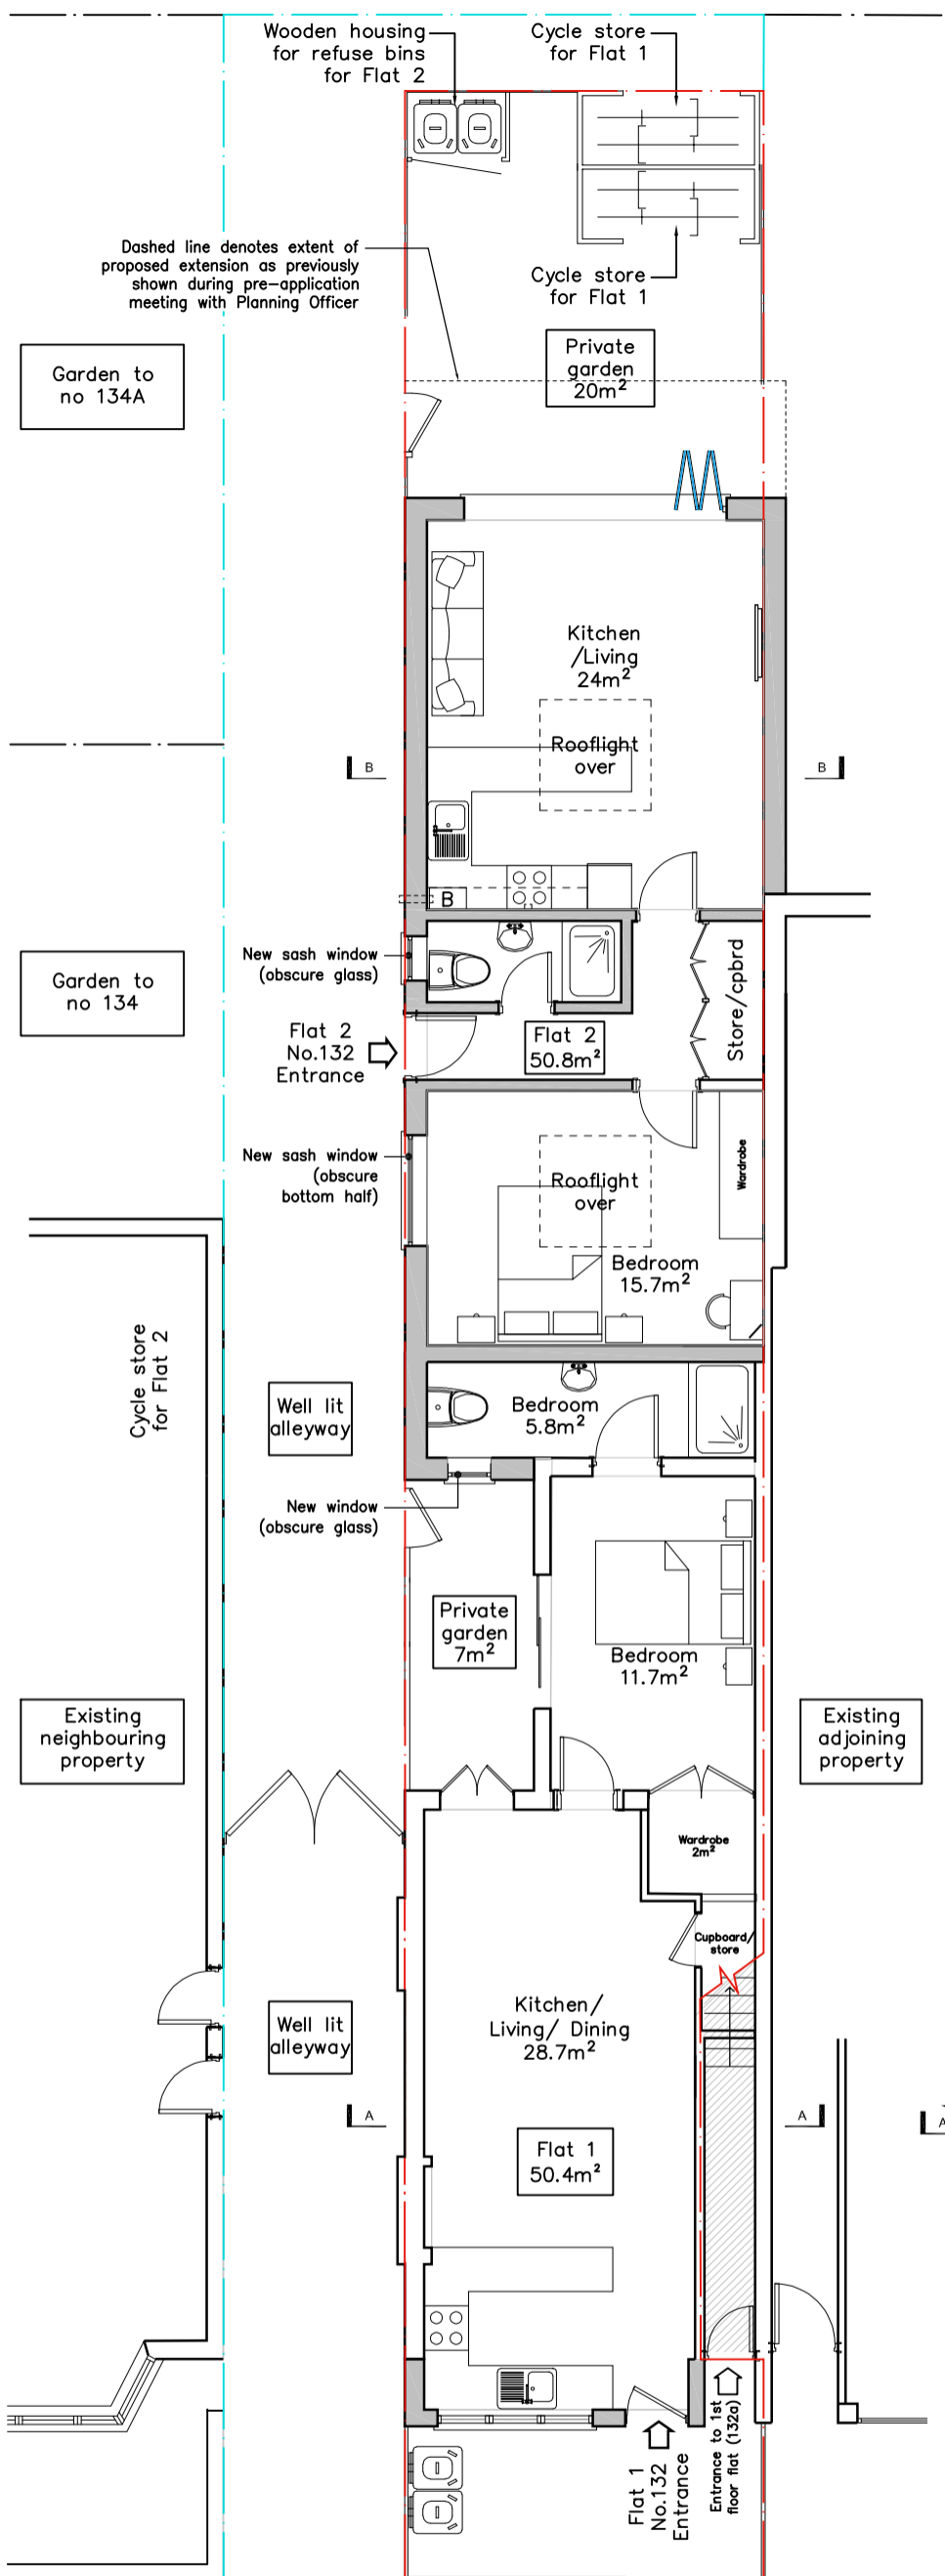 Wooden housing
for refuse bins
for Flat 2
Cycle store
for Flat 1
Dashed line denotes extent of
proposed extension as previously
shown during pre-application
meeting with Planning Officer
Cycle store
for Flat 1
Private
garden
20m²
Garden to
no 134A
Kitchen
/Living
24m²
Rooflight
over
B
B
B
New sash window
(obscure glass)
Garden to
no 134
Store/cpbrd
Flat 2
No.132
Entrance
Flat 2
50.8m²
New sash window
(obscure
bottom half)
Rooflight
over
Wardrobe
Bedroom
15.7m²
Cycle store
for Flat 2
Well lit
alleyway
Bedroom
5.8m²
New window
(obscure glass)
Private
garden
7m²
Bedroom
11.7m²
Existing
neighbouring
property
Existing
adjoining
property
Wardrobe
2m²
Cupboard/
store
Kitchen/
Living/ Dining
28.7m²
Well lit
alleyway
A
A
A
Flat 1
50.4m²
Flat 1
No.132
Entrance
Entrance to 1st
floor flat (132a)